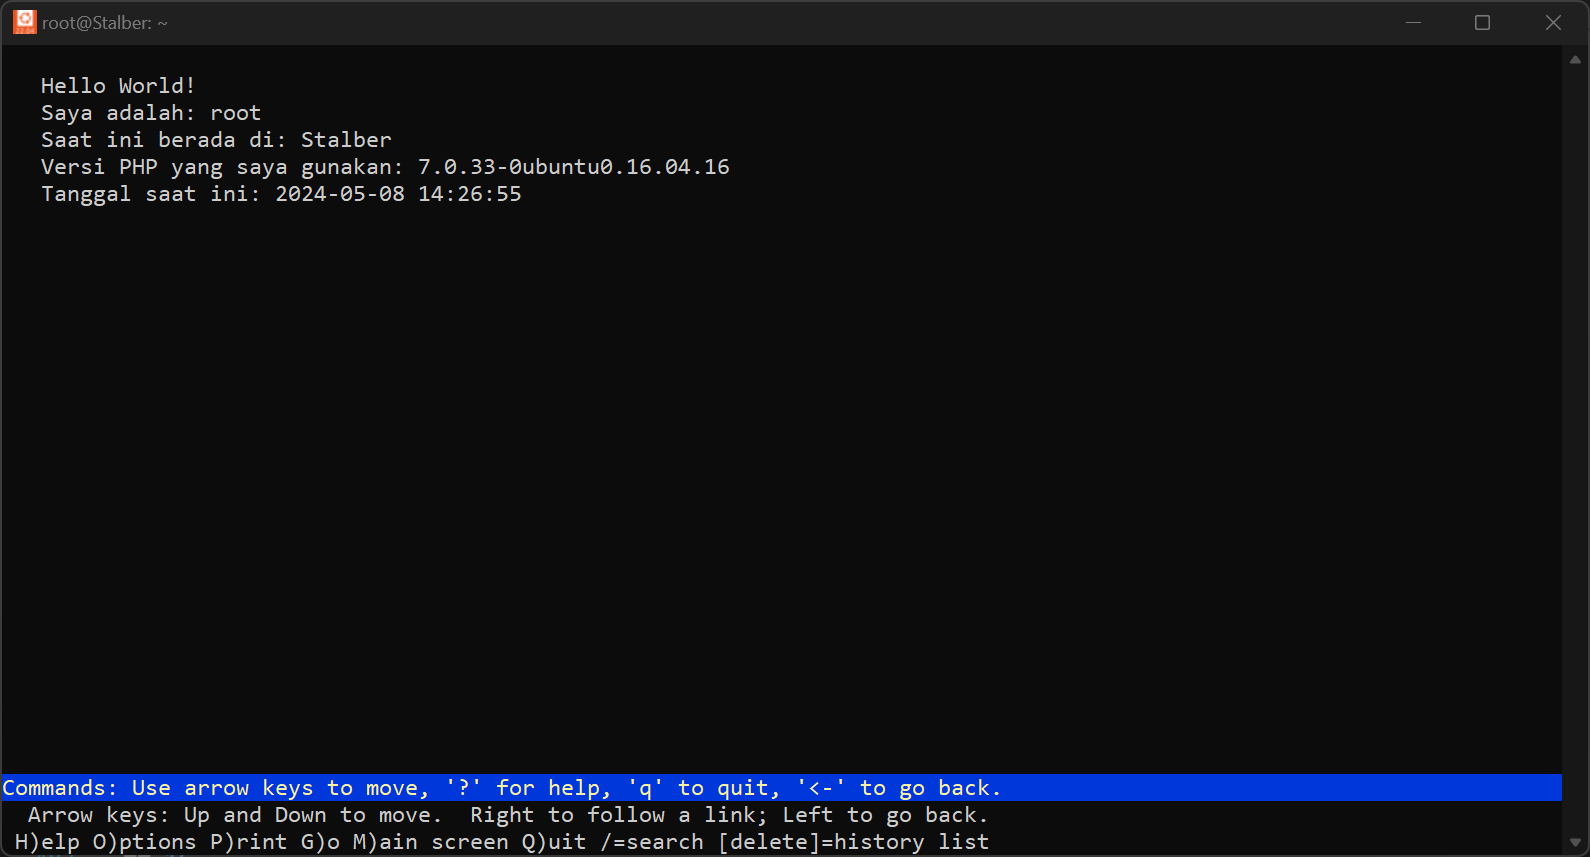 root@Stalber: ~
Hello World!
Saya adalah: root
Saat ini berada di: Stalber
Versi PHP yang saya gunakan: 7.0.33-0ubuntu0.16.04.16
Tanggal saat ini: 2024-05-08 14:26:55
Commands: Use arrow keys to move, '?' for help, 'q' to quit, '<-' to go back.
Arrow keys: Up and Down to move.  Right to follow a link; Left to go back.
H)elp O)ptions P)rint G)o M)ain screen Q)uit /=search [delete]=history list